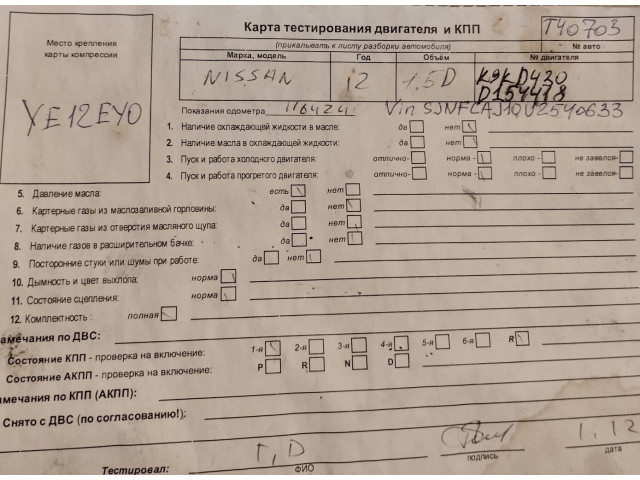 Карта тестирования двигателя и КПП
T40703
(прикалывать к листу разборки автомобиля)
№ авто
Место крепления
карты компрессии
Марка, модель Год Объём № двигателя
NISSAN 12 1.5D K9KD430
D154478
YE12EYO
Показания одометра 116424 Vin SJNFCAJ10U2540633
1. Наличие охлаждающей жидкости в масле: да нет
2. Наличие масла в охлаждающей жидкости: да нет
3. Пуск и работа холодного двигателя: отлично- норма - плохо - не завелся-
4. Пуск и работа прогретого двигателя: отлично- норма - плохо - не завелся-
5. Давление масла: есть нет
6. Картерные газы из маслозаливной горловины: да нет
7. Картерные газы из отверстия масляного щупа: да нет
8. Наличие газов в расширительном бачке: да нет
9. Посторонние стуки или шумы при работе: да нет
10. Дымность и цвет выхлопа: норма
11. Состояние сцепления: норма
12. Комплектность : полная
амечания по ДВС:
Состояние КПП - проверка на включение: 1-я 2-я 3-я 4-я 5-я 6-я R
Состояние АКПП - проверка на включение: P R N D
амечания по КПП (АКПП):
Снято с ДВС (по согласованию!);
Тестировал: Г, D 1.12
ФИО подпись дата